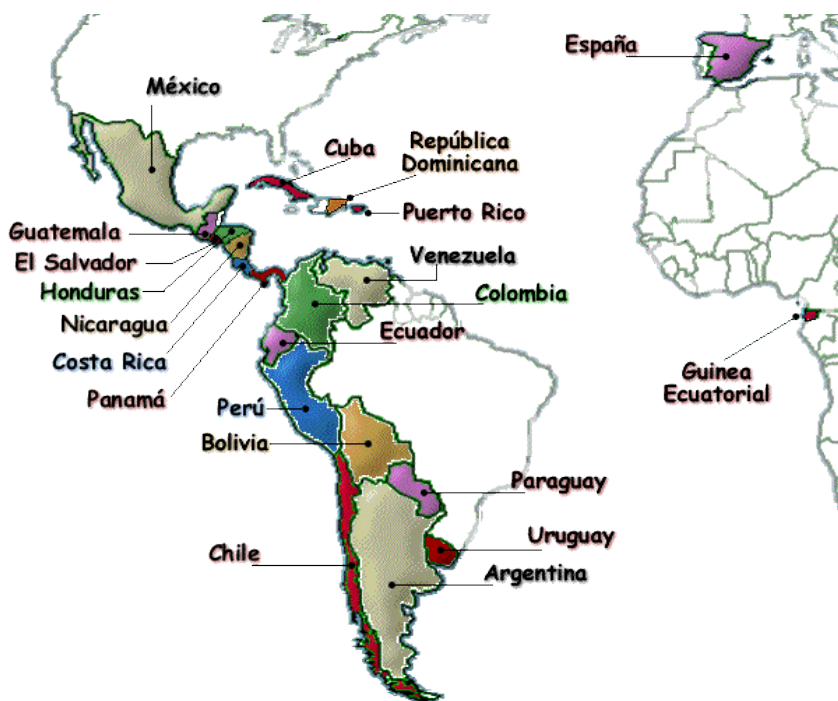 España
México
Cuba
República
Dominicana
Puerto Rico
Guatemala
El Salvador
Honduras
Nicaragua
Costa Rica
Panamá
Venezuela
Colombia
Ecuador
Guinea
Ecuatorial
Perú
Bolivia
Paraguay
Uruguay
Chile
Argentina